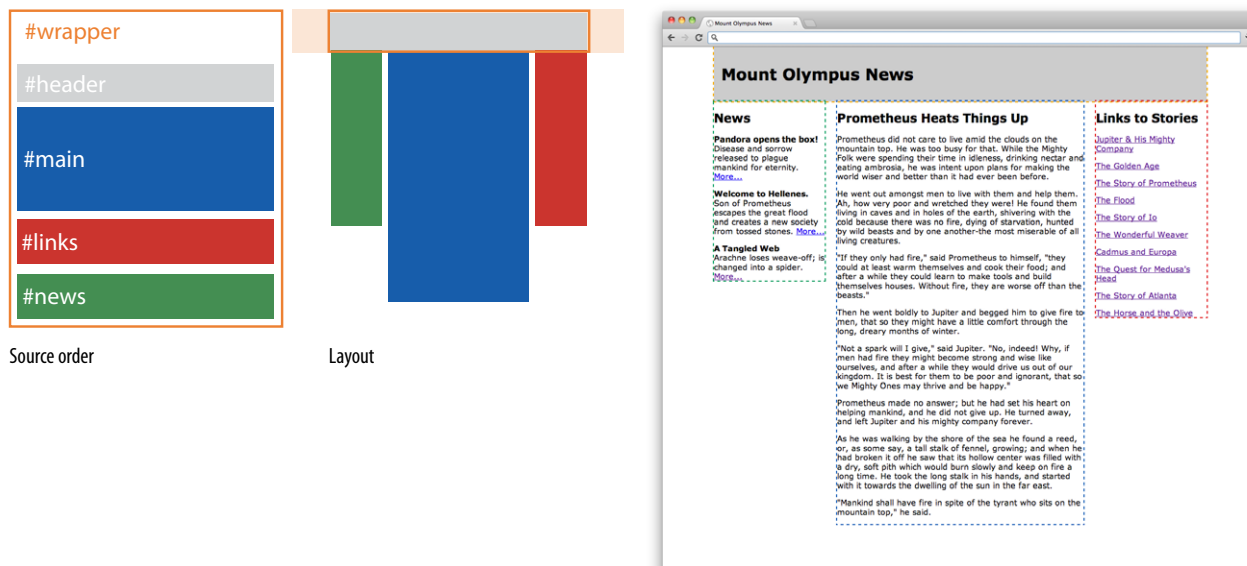 #wrapper
#header
#main
#links
#news
Source order
Layout
Mount Olympus News
Mount Olympus News
News
Pandora opens the box!
Disease and sorrow
released to plague
mankind for eternity.
More...
Welcome to Hellenes.
Son of Prometheus
escapes the great flood
and creates a new society
from tossed stones. More...
A Tangled Web
Arachne loses weave-off; is
changed into a spider.
More...
Prometheus Heats Things Up
Prometheus did not care to live amid the clouds on the
mountain top. He was too busy for that. While the Mighty
Folk were spending their time in idleness, drinking nectar and
eating ambrosia, he was intent upon plans for making the
world wiser and better than it had ever been before.
He went out amongst men to live with them and help them.
Ah, how very poor and wretched they were! He found them
living in caves and in holes of the earth, shivering with the
cold because there was no fire, dying of starvation, hunted
by wild beasts and by one another-the most miserable of all
living creatures.
"If they only had fire," said Prometheus to himself, "they
could at least warm themselves and cook their food; and
after a while they could learn to make tools and build
themselves houses. Without fire, they are worse off than the
beasts."
Then he went boldly to Jupiter and begged him to give fire to
men, that so they might have a little comfort through the
long, dreary months of winter.
"Not a spark will I give," said Jupiter. "No, indeed! Why, if
men had fire they might become strong and wise like
ourselves, and after a while they would drive us out of our
kingdom. It is best for them to be poor and ignorant, that so
we Mighty Ones may thrive and be happy."
Prometheus made no answer; but he had set his heart on
helping mankind, and he did not give up. He turned away,
and left Jupiter and his mighty company forever.
As he was walking by the shore of the sea he found a reed,
or, as some say, a tall stalk of fennel, growing; and when he
had broken it off he saw that its hollow center was filled with
a dry, soft pith which would burn slowly and keep on fire a
long time. He took the long stalk in his hands, and started
with it towards the dwelling of the sun in the far east.
"Mankind shall have fire in spite of the tyrant who sits on the
mountain top," he said.
Links to Stories
Jupiter & His Mighty
Company
The Golden Age
The Story of Prometheus
The Flood
The Story of Io
The Wonderful Weaver
Cadmus and Europa
The Quest for Medusa's
Head
The Story of Atlanta
The Horse and the Olive